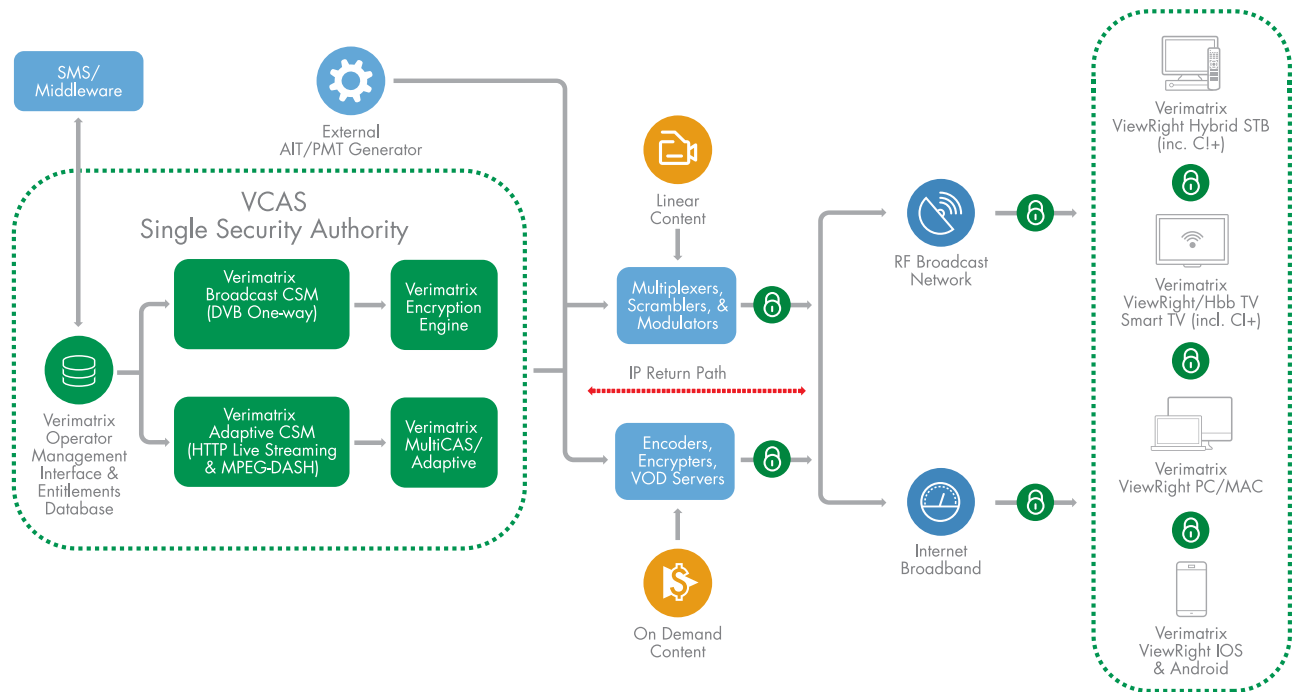 SMS/
Middleware
External
AIT/PMT Generator
VCAS
Single Security Authority
Verimatrix
Broadcast CSM
(DVB One-way)
Verimatrix
Encryption
Engine
Verimatrix
Operator
Management
Interface &
Entitlements
Database
Verimatrix
Adaptive CSM
(HTTP Live Streaming
& MPEG-DASH)
Verimatrix
MultiCAS/
Adaptive
Linear
Content
Multiplexers,
Scramblers, &
Modulators
IP Return Path
Encoders,
Encrypters,
VOD Servers
$
On Demand
Content
RF Broadcast
Network
Internet
Broadband
Verimatrix
ViewRight Hybrid STB
(inc. C!+)
Verimatrix
ViewRight/Hbb TV
Smart TV (incl. CI+)
Verimatrix
ViewRight PC/MAC
Verimatrix
ViewRight IOS
& Android